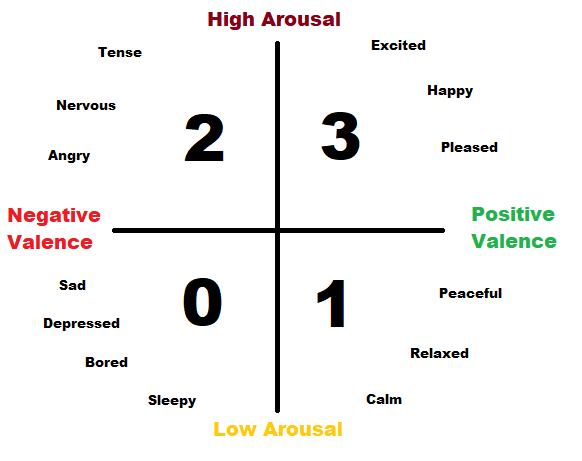 High Arousal
Tense
Excited
Nervous
Happy
Angry
2
3
Pleased
Negative
Valence
Positive
Valence
Sad
0
1
Peaceful
Depressed
Relaxed
Bored
Sleepy
Calm
Low Arousal